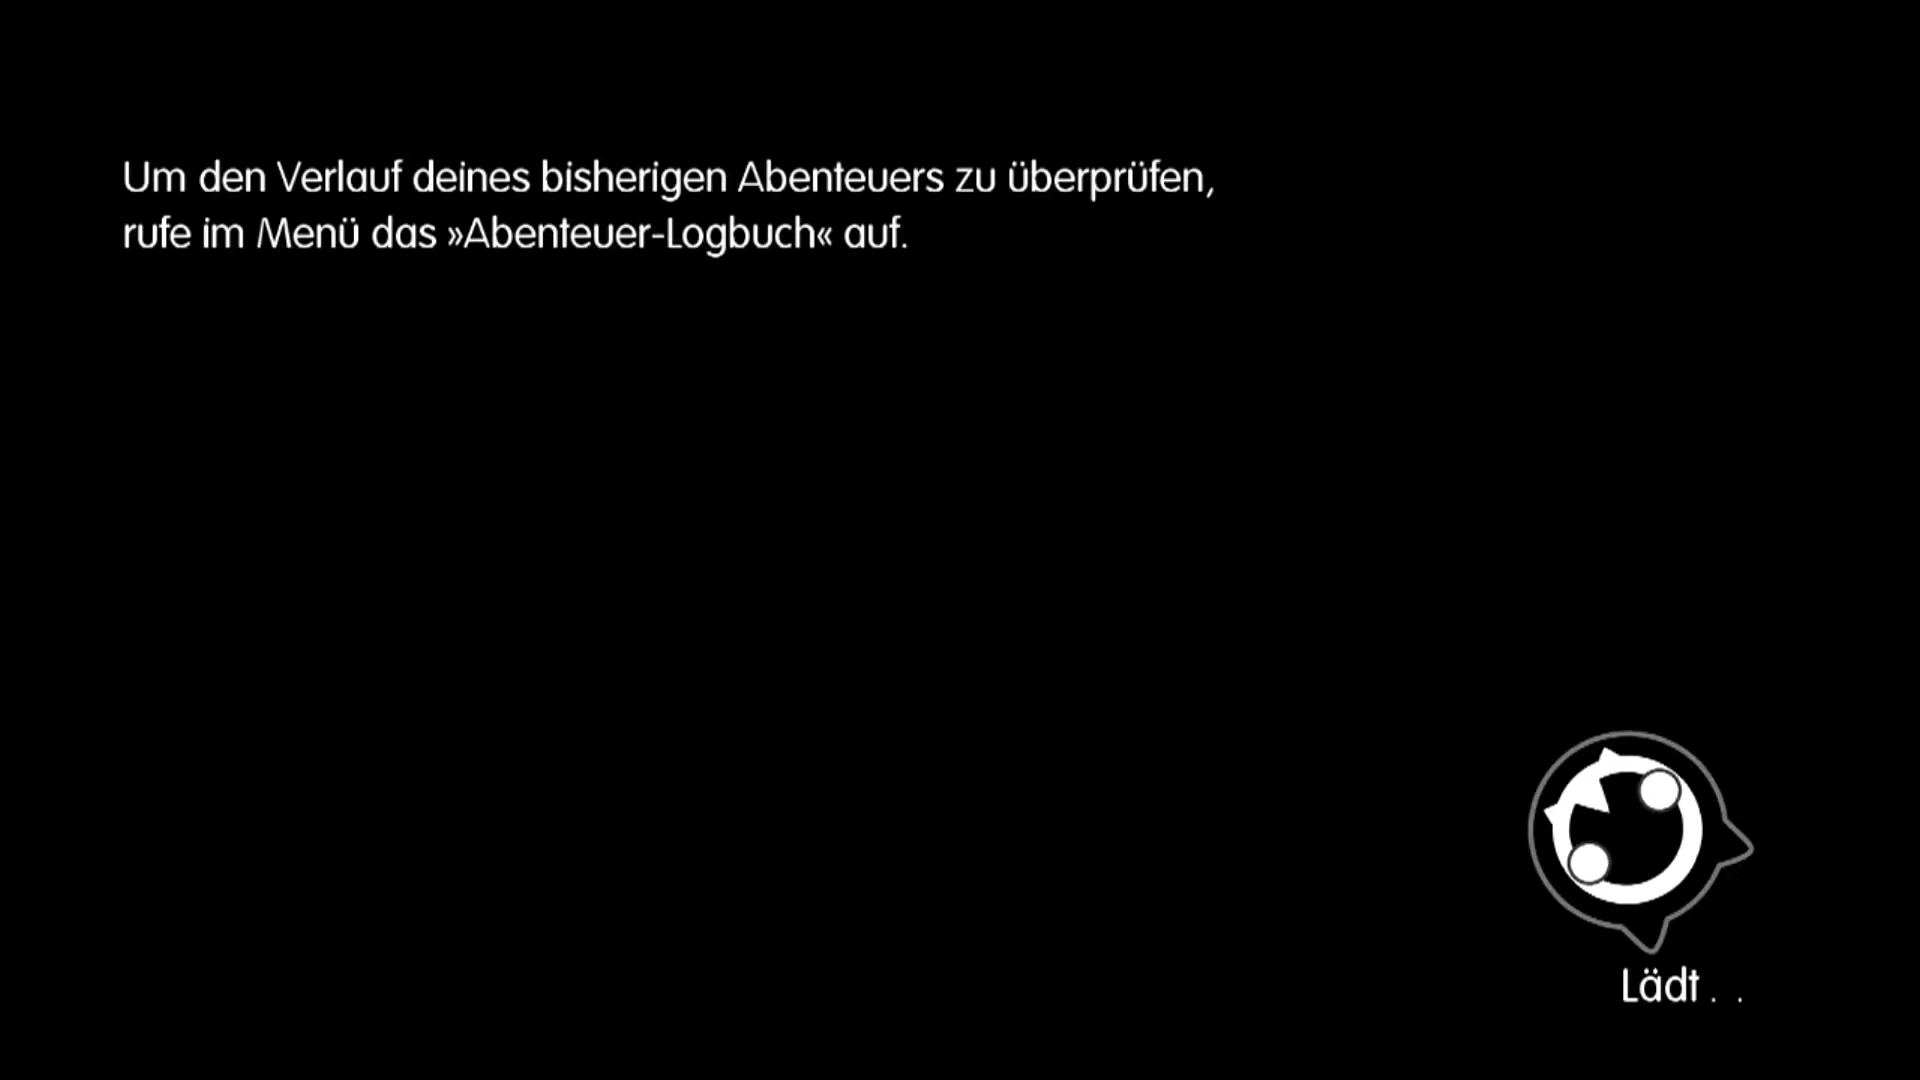 Um den Verlauf deines bisherigen Abenteuers zu überprüfen,
rufe im Menü das »Abenteuer-Logbuch« auf.
Lädt . .